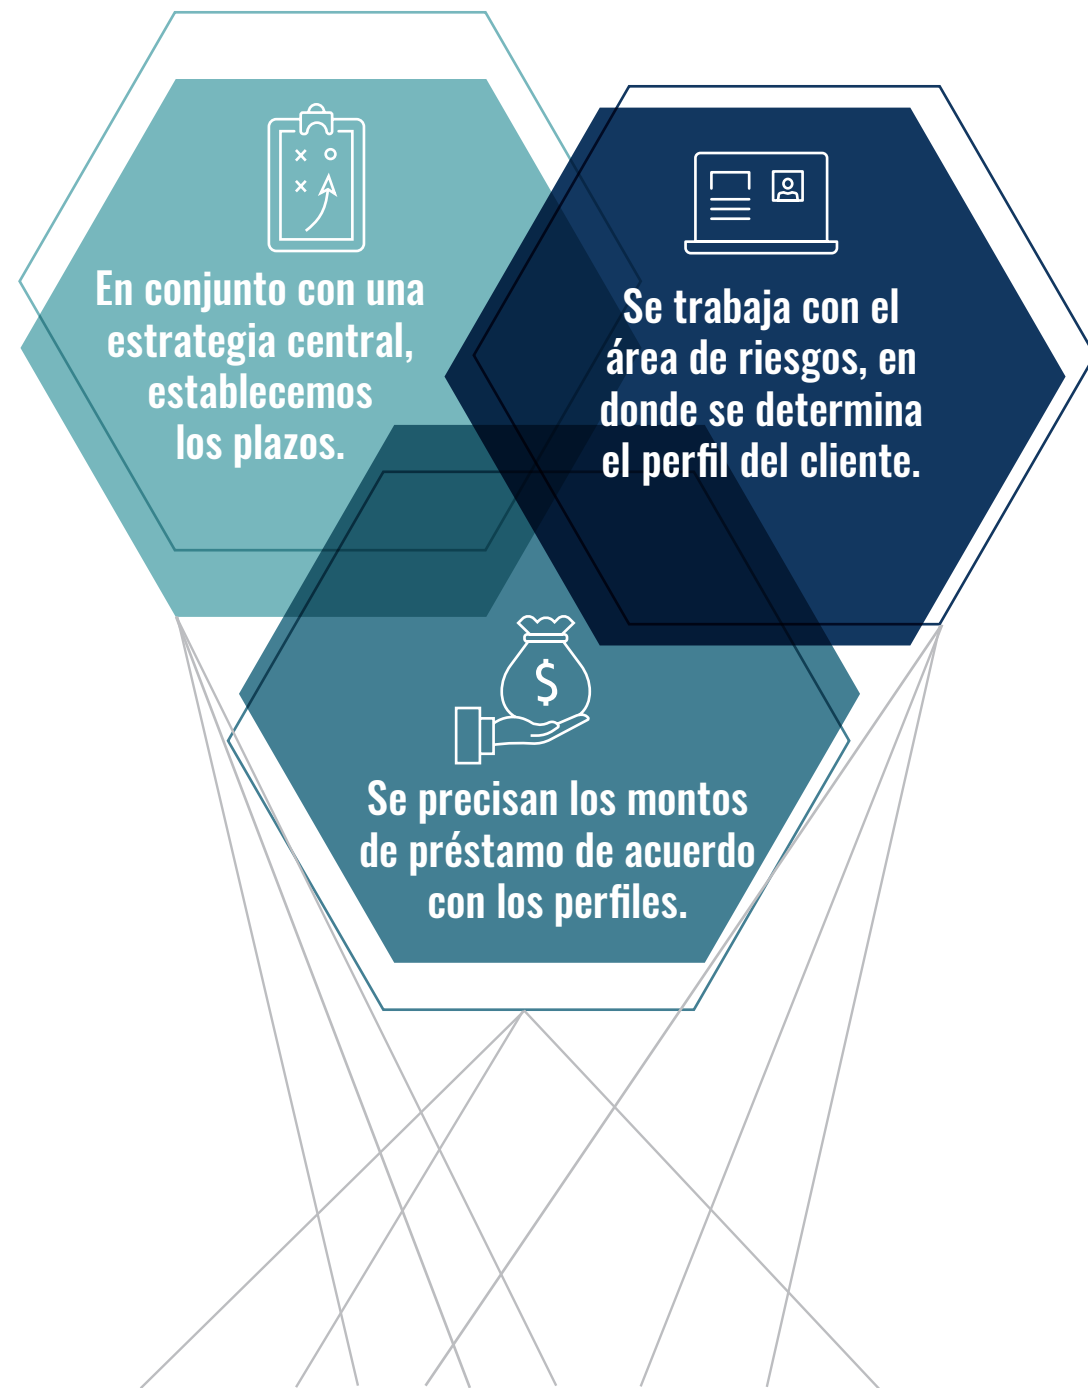 En conjunto con una
estrategia central,
establecemos
los plazos.
Se trabaja con el
área de riesgos, en
donde se determina
el perfil del cliente.
$
Se precisan los montos
de préstamo de acuerdo
con los perfiles.